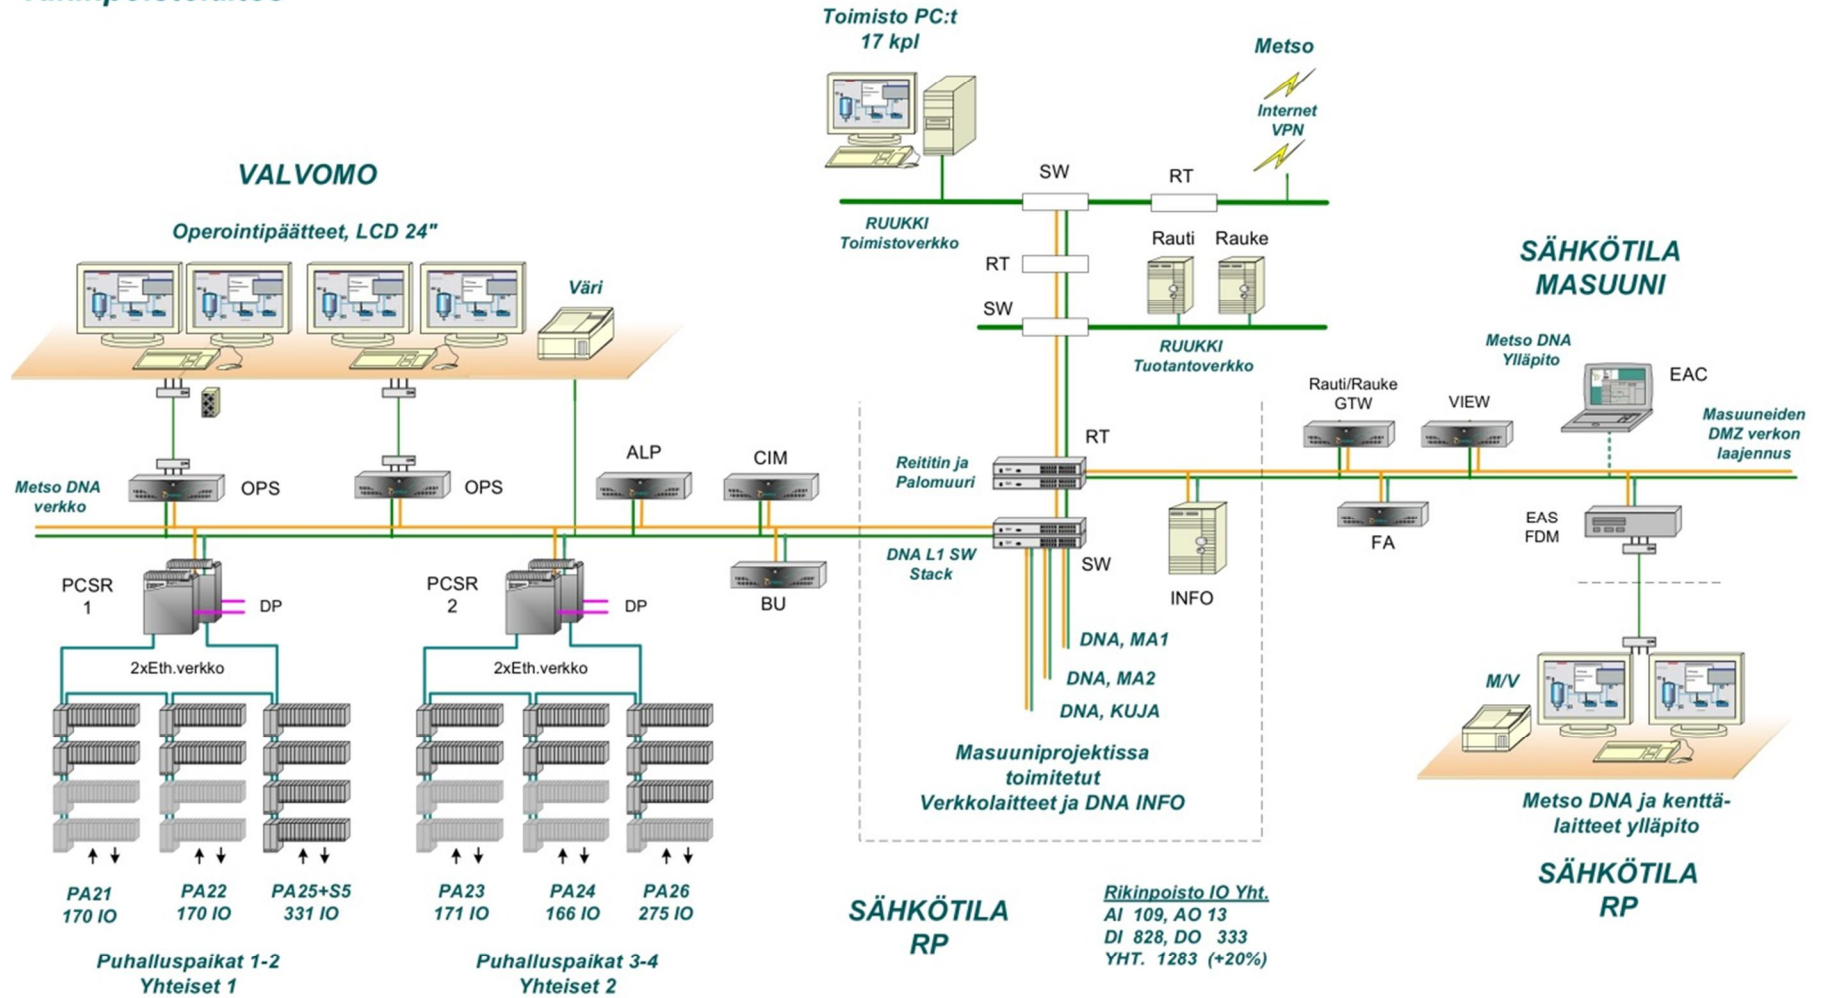 Toimisto PC:t
17 kpl
Metso
Internet
VPN
SW
RT
RUUKKI
Toimistoverkko
RT
Rauti
Rauke
SW
RUUKKI
Tuotantoverkko
VALVOMO
Operointipäätteet, LCD 24"
Väri
SÄHKÖTILA
MASUUNI
Metso DNA
Ylläpito
EAC
Rauti/Rauke
GTW
VIEW
Masuuneiden
DMZ verkon
laajennus
RT
Reititin ja
Palomuuri
Metso DNA
verkko
OPS
OPS
ALP
CIM
DNA L1 SW
Stack
SW
INFO
FA
EAS
FDM
BU
PCSR
1
DP
PCSR
2
DP
2xEth.verkko
2xEth.verkko
DNA, MA1
DNA, MA2
DNA, KUJA
Masuuniprojektissa
toimitetut
Verkkolaitteet ja DNA INFO
M/V
Metso DNA ja kenttä-
laitteet ylläpito
SÄHKÖTILA
RP
PA21
170 IO
PA22
170 IO
PA25+S5
331 IO
PA23
171 IO
PA24
166 IO
PA26
275 IO
Puhalluspaikat 1-2
Yhteiset 1
Puhalluspaikat 3-4
Yhteiset 2
SÄHKÖTILA
RP
Rikinpoisto IO Yht.
AI 109, AO 13
DI 828, DO 333
YHT. 1283 (+20%)